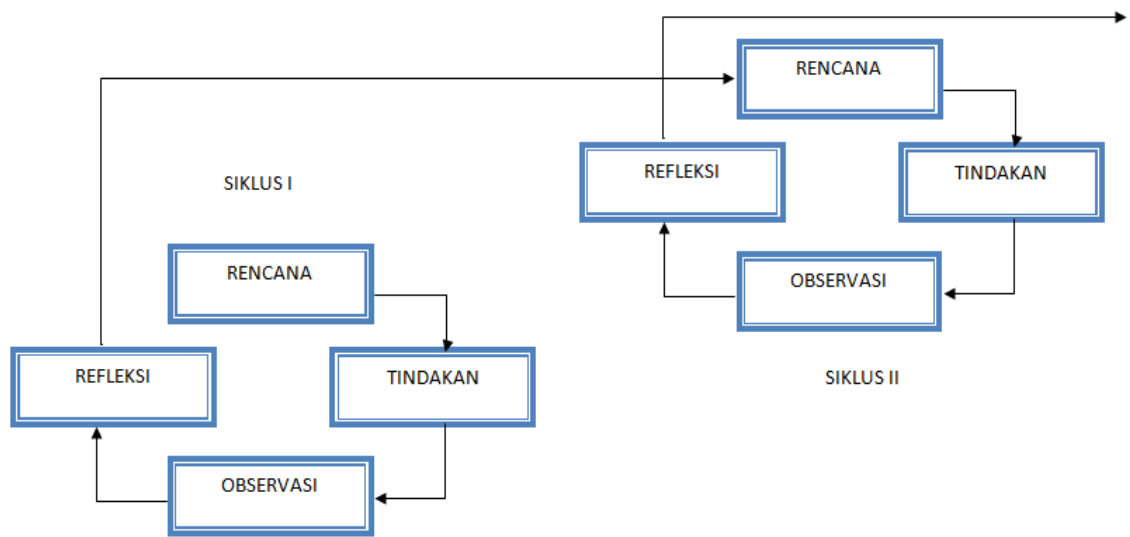 SIKLUS I
RENCANA
TINDAKAN
OBSERVASI
REFLEKSI
RENCANA
TINDAKAN
OBSERVASI
REFLEKSI
SIKLUS II